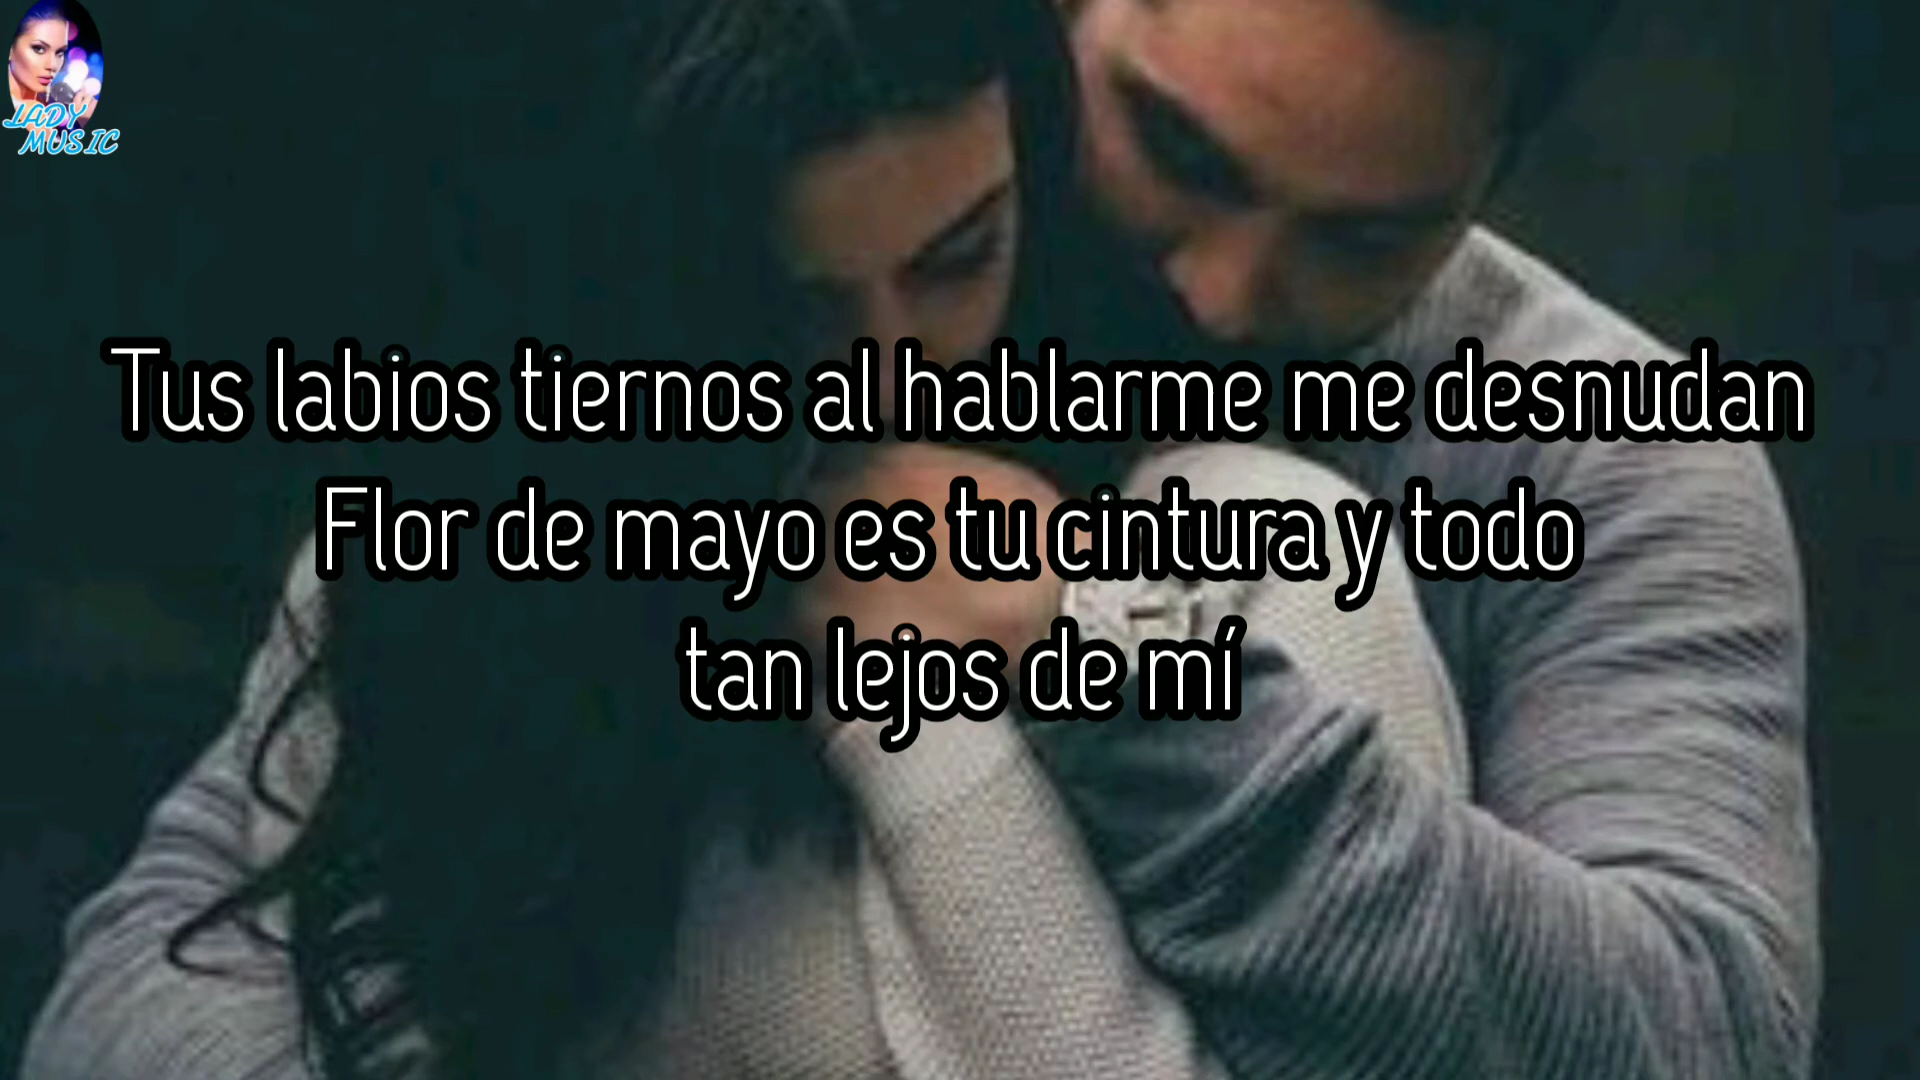 LADY
MUSIC
Tus labios tiernos al hablarme me desnudan
Flor de mayo es tu cintura y todo
tan lejos de mí